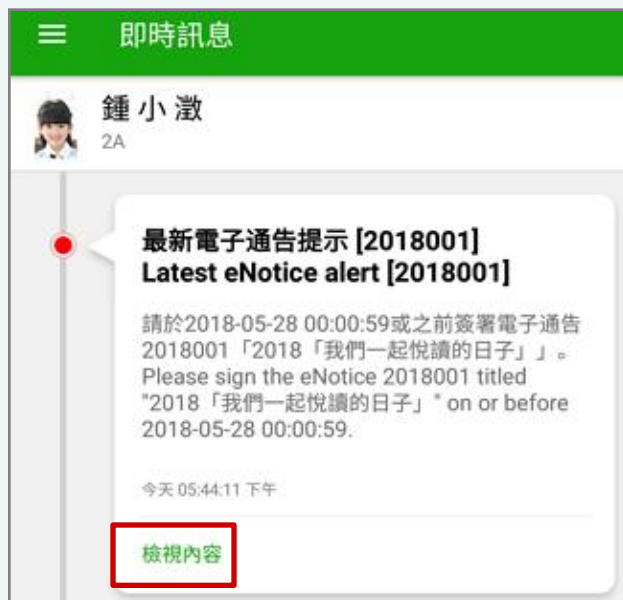 即時訊息
鍾小澂
2A
最新電子通告提示 [2018001]
Latest eNotice alert [2018001]
請於2018-05-28 00:00:59或之前簽署電子通告
2018001「2018「我們一起悅讀的日子」」。
Please sign the eNotice 2018001 titled
"2018「我們一起悅讀的日子」" on or before
2018-05-28 00:00:59.
今天 05:44:11 下午
檢視內容